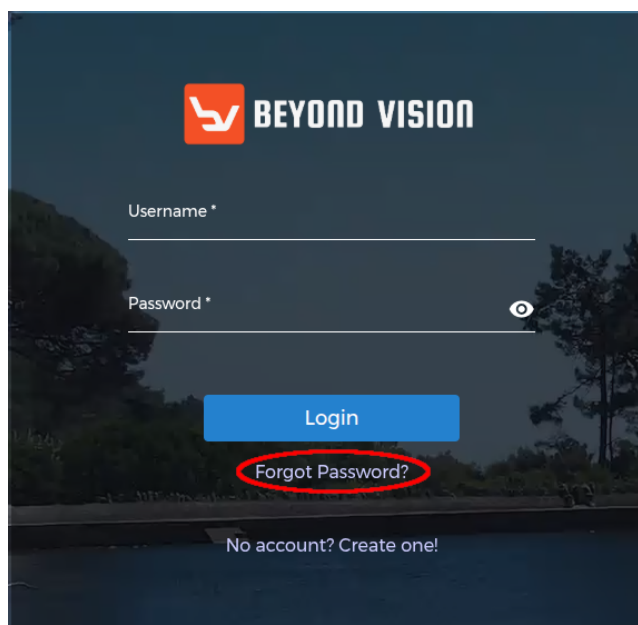 BEYOND VISION
Username *
Password *
Login
Forgot Password?
No account? Create one!